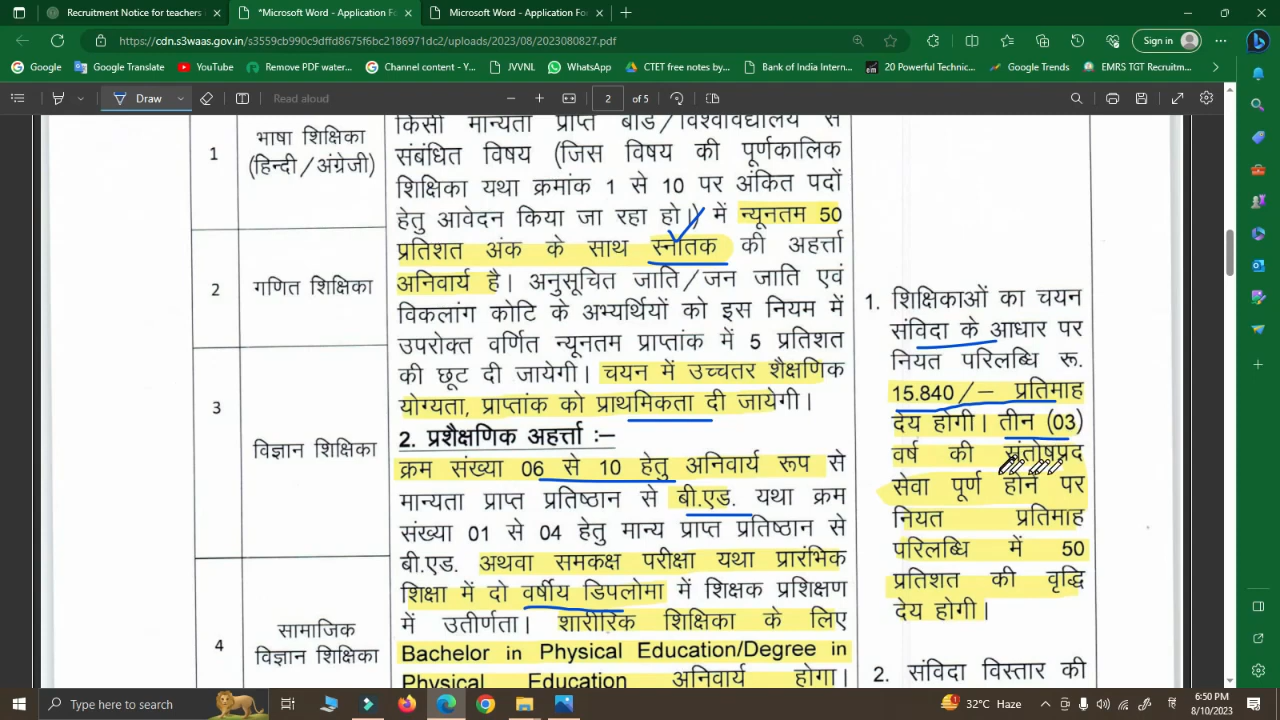 Recruitment Notice for teachers
*Microsoft Word - Application Fo
Microsoft Word - Application For
https://cdn.s3waas.gov.in/s3559cb990c9dffd8675f6bc2186971dc2/uploads/2023/08/2023080827.pdf
Sign in
Google
Google Translate
YouTube
Remove PDF water...
Channel content - Y...
JVVNL
WhatsApp
CTET free notes by...
Bank of India Intern...
20 Powerful Technic...
Google Trends
EMRS TGT Recruitm...
Draw
Read aloud
2 of 5
1
भाषा शिक्षिका
(हिन्दी/अंग्रेजी)
2
गणित शिक्षिका
3
विज्ञान शिक्षिका
4
सामाजिक
विज्ञान शिक्षिका
किसी मान्यता प्राप्त बोर्ड/विश्वविद्यालय से
संबंधित विषय (जिस विषय की पूर्णकालिक
शिक्षिका यथा क्रमांक 1 से 10 पर अंकित पदों
हेतु आवेदन किया जा रहा हो।) में न्यूनतम 50
प्रतिशत अंक के साथ स्नातक की अहर्त्ता
अनिवार्य है। अनुसूचित जाति/जन जाति एवं
विकलांग कोटि के अभ्यर्थियों को इस नियम में
उपरोक्त वर्णित न्यूनतम प्राप्तांक में 5 प्रतिशत
की छूट दी जायेगी। चयन में उच्चतर शैक्षणिक
योग्यता, प्राप्तांक को प्राथमिकता दी जायेगी।
2. प्रशैक्षणिक अहर्त्ता :–
क्रम संख्या 06 से 10 हेतु अनिवार्य रूप से
मान्यता प्राप्त प्रतिष्ठान से बी.एड. यथा क्रम
संख्या 01 से 04 हेतु मान्य प्राप्त प्रतिष्ठान से
बी.एड. अथवा समकक्ष परीक्षा यथा प्रारंभिक
शिक्षा में दो वर्षीय डिपलोमा में शिक्षक प्रशिक्षण
में उतीर्णता। शारीरिक शिक्षिका के लिए
Bachelor in Physical Education/Degree in
Physical Education अनिवार्य होगा।
1. शिक्षिकाओं का चयन
संविदा के आधार पर
नियत परिलब्धि रू.
15.840/– प्रतिमाह
देय होगी। तीन (03)
वर्ष की संतोषप्रद
सेवा पूर्ण होने पर
नियत प्रतिमाह
परिलब्धि में 50
प्रतिशत की वृद्धि
देय होगी।
2. संविदा विस्तार की
Type here to search
32°C Haze
6:50 PM
8/10/2023